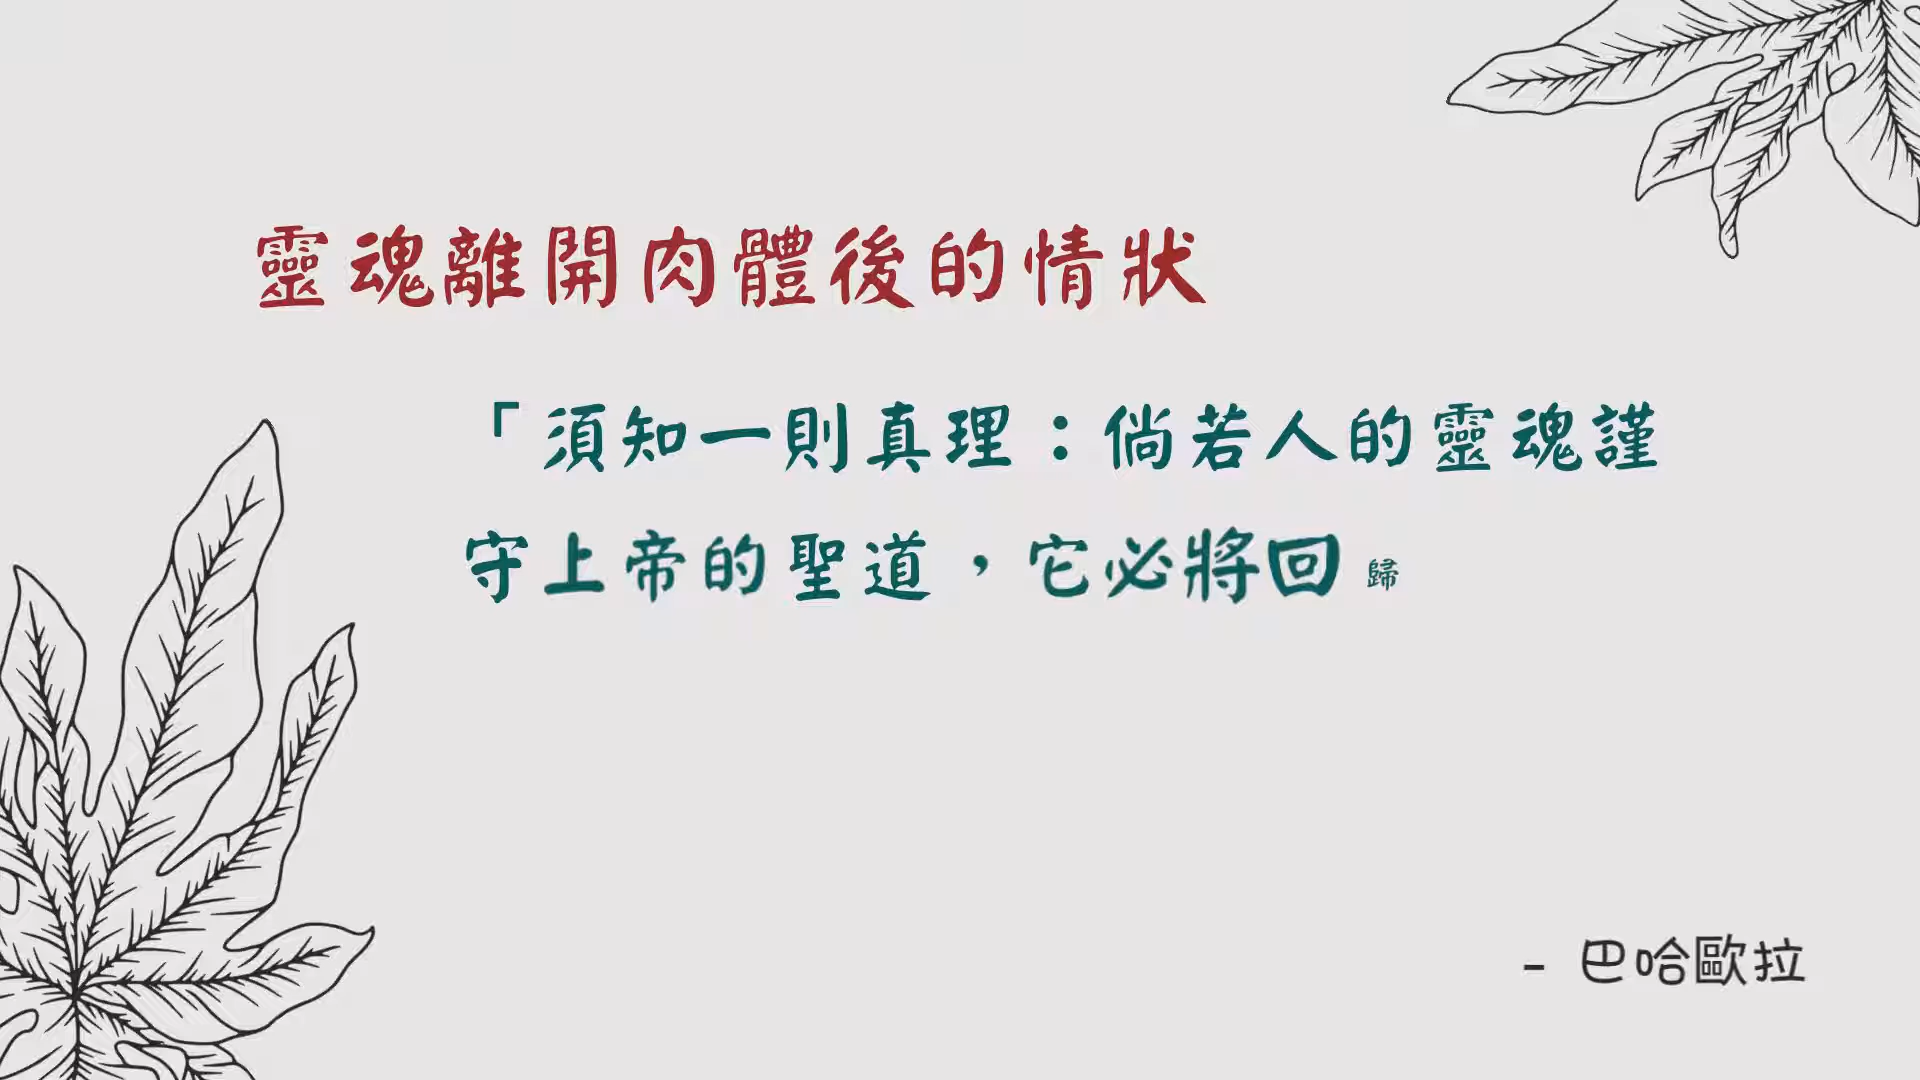 靈魂離開肉體後的情狀
「須知一則真理：倘若人的靈魂謹
守上帝的聖道，它必將回歸
- 巴哈歐拉